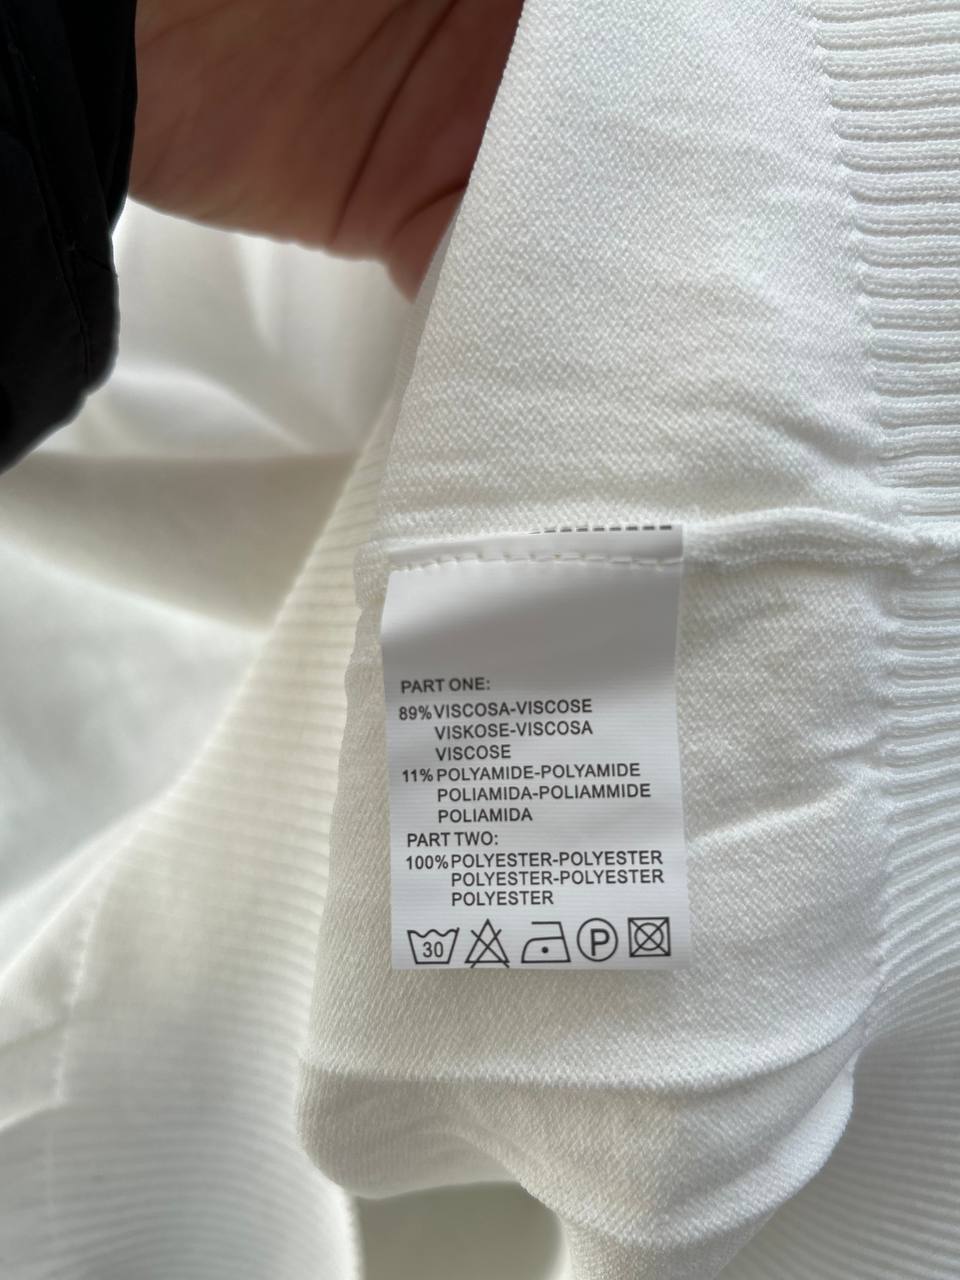 PART ONE:
89% VISCOSA-VISCOSE
VISKOSE-VISCOSA
VISCOSE
11% POLYAMIDE-POLYAMIDE
POLIAMIDA-POLIAMMIDE
POLIAMIDA
PART TWO:
100% POLYESTER-POLYESTER
POLYESTER-POLYESTER
POLYESTER
30 P